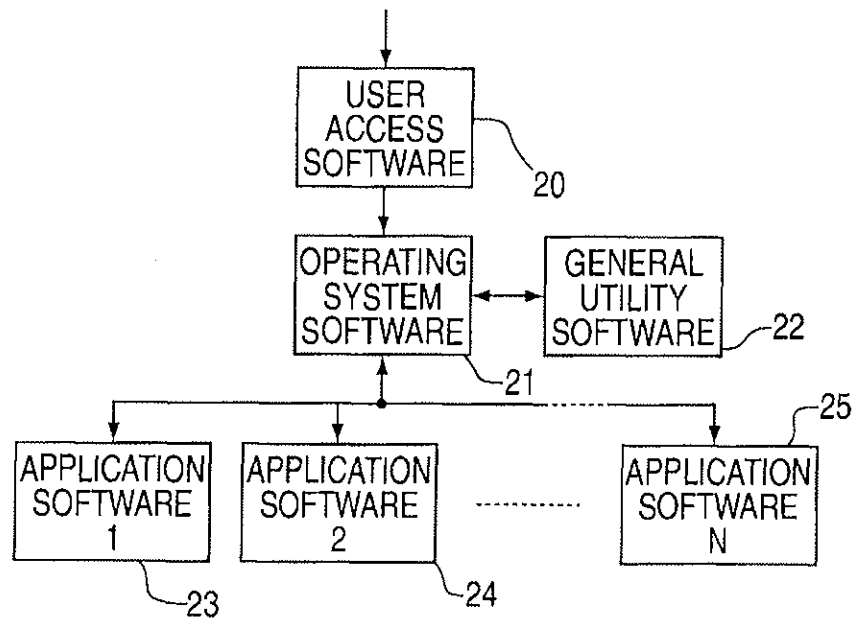 USER
ACCESS
SOFTWARE
20
OPERATING
SYSTEM
SOFTWARE
21
GENERAL
UTILITY
SOFTWARE
22
APPLICATION
SOFTWARE
1
23
APPLICATION
SOFTWARE
2
24
APPLICATION
SOFTWARE
N
25